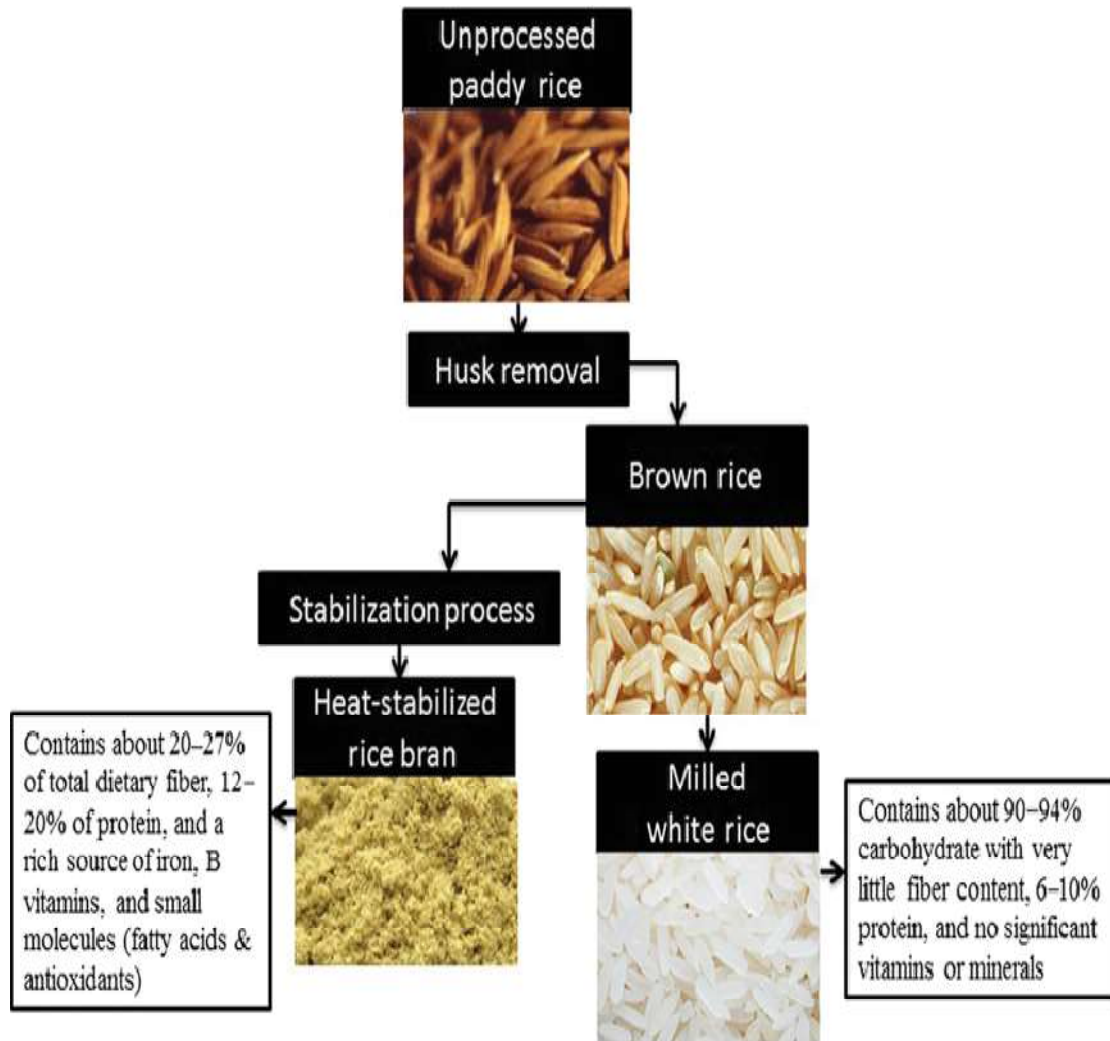 Unprocessed
paddy rice
Husk removal
Brown rice
Stabilization process
Heat-stabilized
rice bran
Contains about 20–27%
of total dietary fiber, 12–
20% of protein, and a
rich source of iron, B
vitamins, and small
molecules (fatty acids &
antioxidants)
Milled
white rice
Contains about 90–94%
carbohydrate with very
little fiber content, 6–10%
protein, and no significant
vitamins or minerals